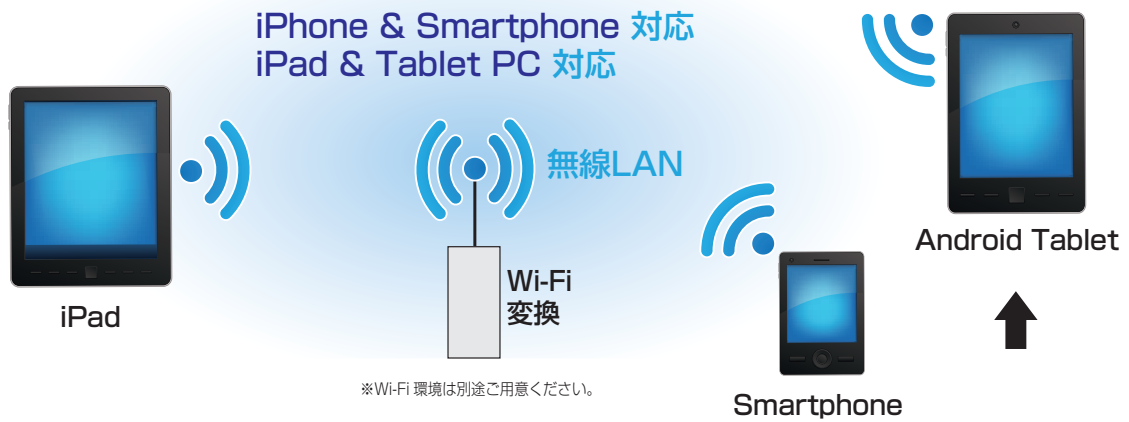 iPhone & Smartphone 対応
iPad & Tablet PC 対応
無線LAN
Wi-Fi
変換
iPad
Android Tablet
Smartphone
※Wi-Fi 環境は別途ご用意ください。